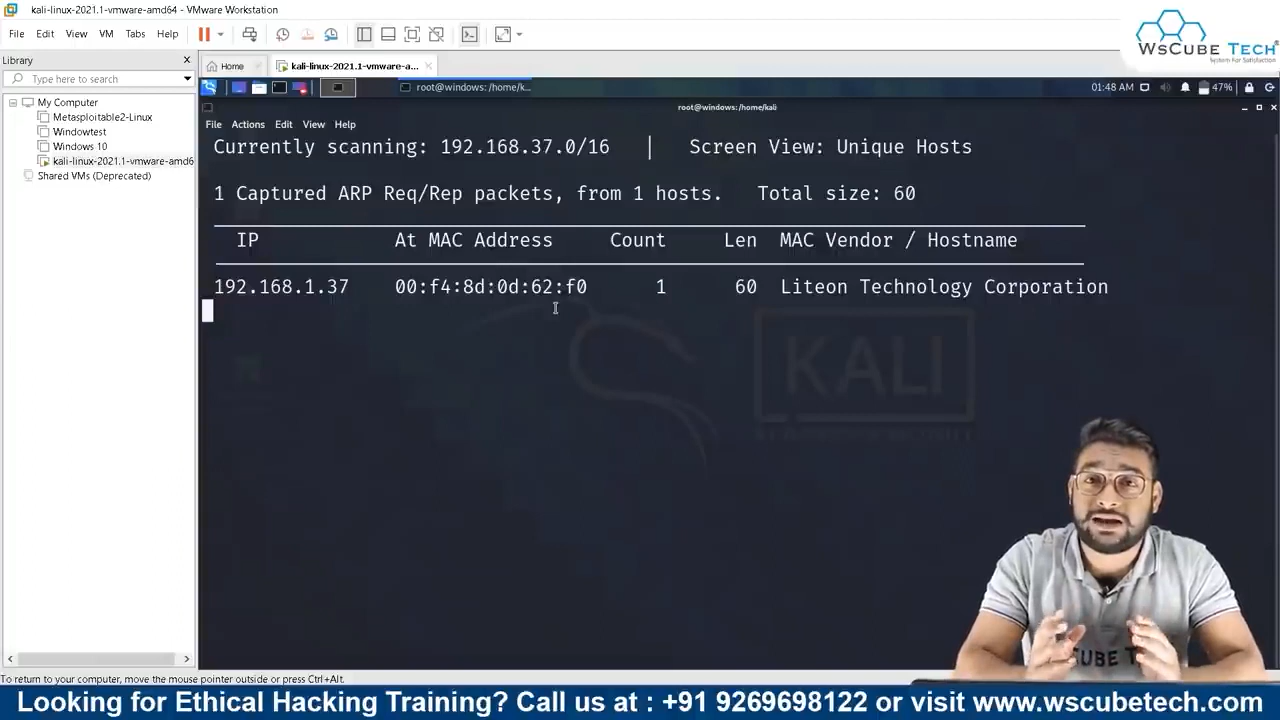 kali-linux-2021.1-vmware-amd64 - VMware Workstation
File Edit View VM Tabs Help
WSCUBE TECH
System For Satisfaction
Library
Type here to search
My Computer
Metasploitable2-Linux
Windowtest
Windows 10
kali-linux-2021.1-vmware-amd6
Shared VMs (Deprecated)
Home
kali-linux-2021.1-vmware-a...
root@windows: /home/k...
01:48 AM
47%
root@windows: /home/kali
File Actions Edit View Help
Currently scanning: 192.168.37.0/16 | Screen View: Unique Hosts
1 Captured ARP Req/Rep packets, from 1 hosts. Total size: 60
IP At MAC Address Count Len MAC Vendor / Hostname
192.168.1.37 00:f4:8d:0d:62:f0 1 60 Liteon Technology Corporation
KALI
CUBE TE
To return to your computer, move the mouse pointer outside or press Ctrl+Alt.
Looking for Ethical Hacking Training? Call us at : +91 9269698122 or visit www.wscubetech.com